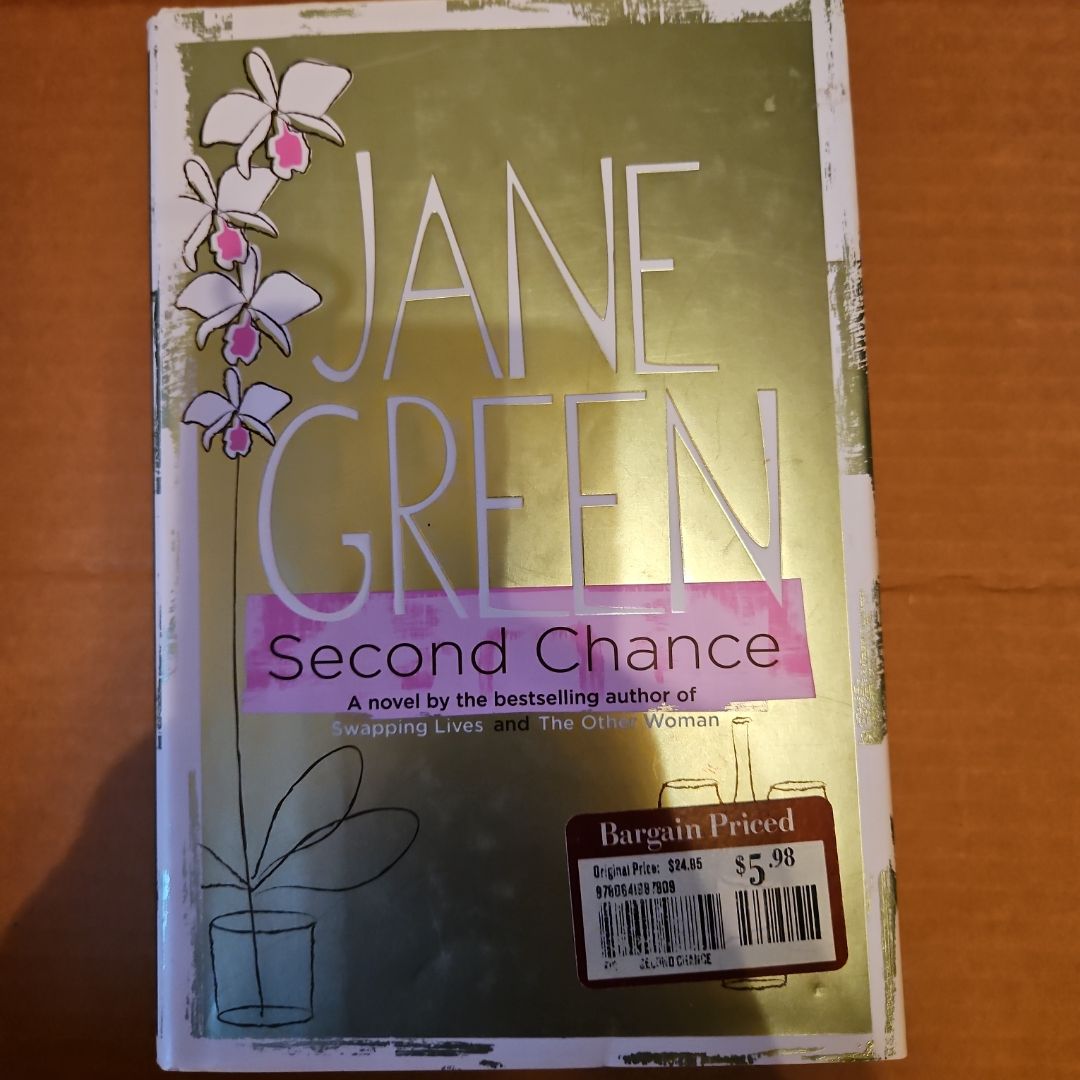 JANE
GREEN
Second Chance
A novel by the bestselling author of
Swapping Lives and The Other Woman
Bargain Priced
Original Price: $24.95
$5.98
SECOND CHANCE